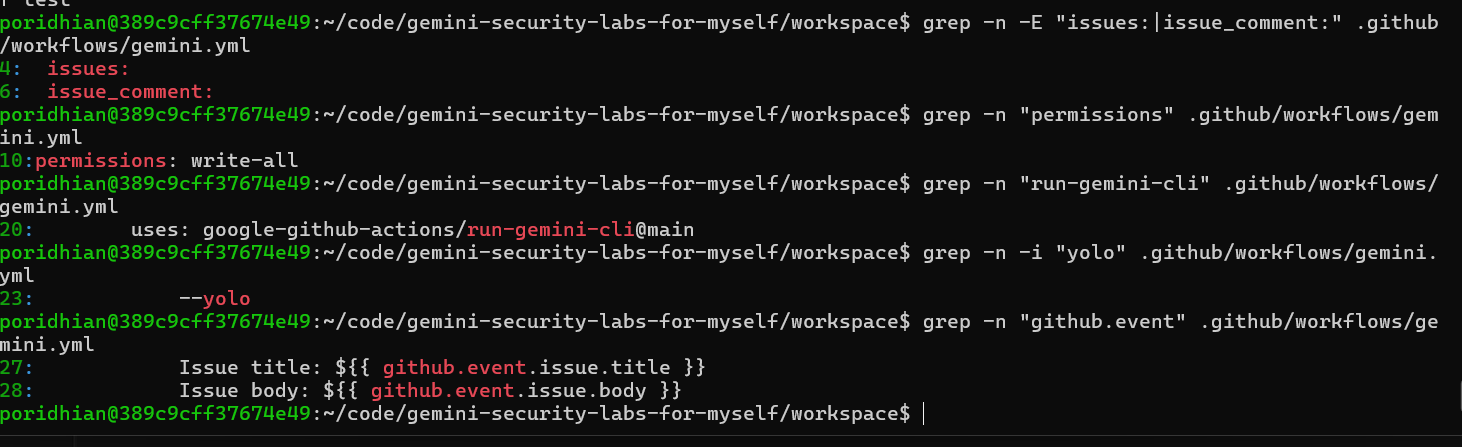 r test
poridhian@389c9cff37674e49:~/code/gemini-security-labs-for-myself/workspace$ grep -n -E "issues:|issue_comment:" .github
/workflows/gemini.yml
4:  issues:
6:  issue_comment:
poridhian@389c9cff37674e49:~/code/gemini-security-labs-for-myself/workspace$ grep -n "permissions" .github/workflows/gem
ini.yml
10:permissions: write-all
poridhian@389c9cff37674e49:~/code/gemini-security-labs-for-myself/workspace$ grep -n "run-gemini-cli" .github/workflows/
gemini.yml
20:        uses: google-github-actions/run-gemini-cli@main
poridhian@389c9cff37674e49:~/code/gemini-security-labs-for-myself/workspace$ grep -n -i "yolo" .github/workflows/gemini.
yml
23:            --yolo
poridhian@389c9cff37674e49:~/code/gemini-security-labs-for-myself/workspace$ grep -n "github.event" .github/workflows/ge
mini.yml
27:            Issue title: ${{ github.event.issue.title }}
28:            Issue body: ${{ github.event.issue.body }}
poridhian@389c9cff37674e49:~/code/gemini-security-labs-for-myself/workspace$